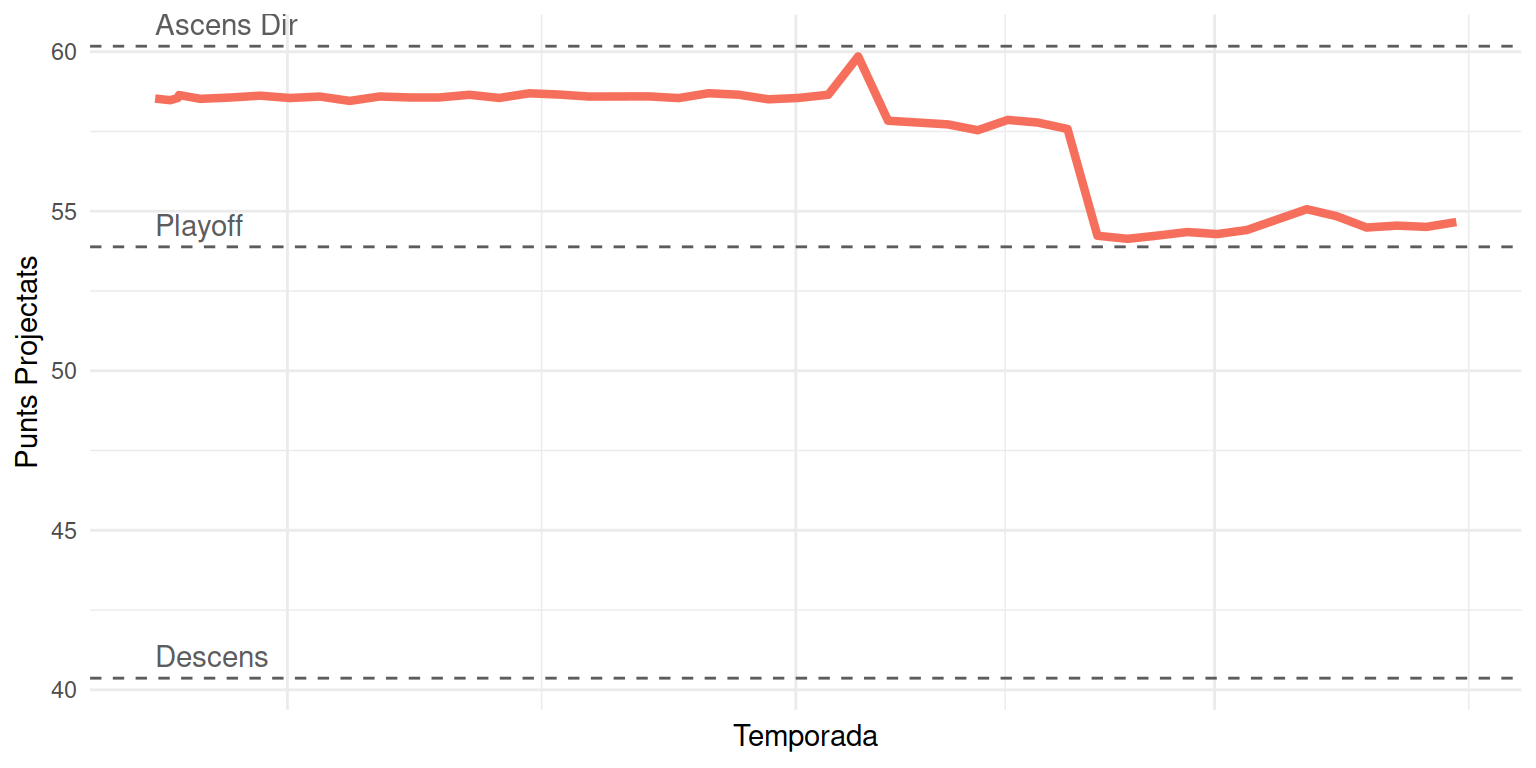 Ascens Dir
60
55
Playoff
50
45
Descens
40
Punts Projectats
Temporada